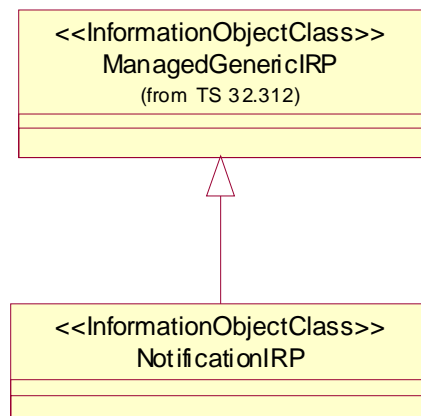 <<InformationObjectClass>>
ManagedGenericIRP
(from TS 32.312)
<<InformationObjectClass>>
NotificationIRP